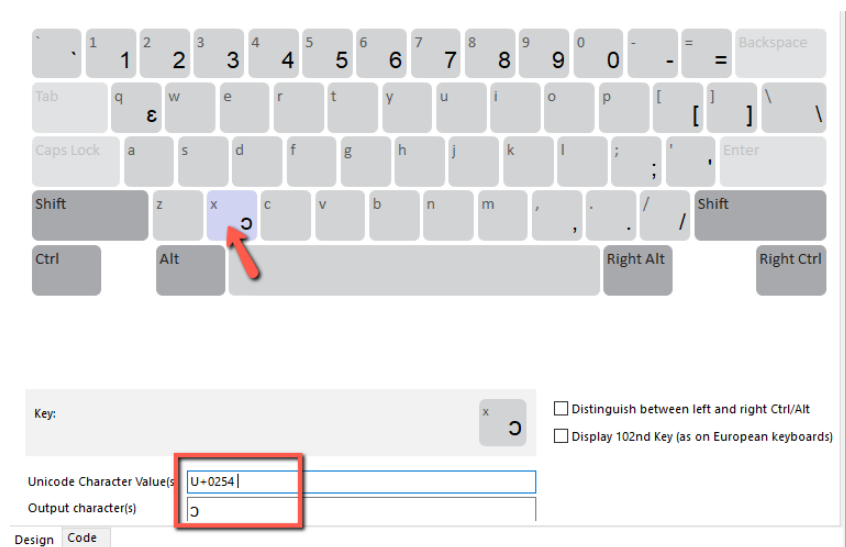 ` ` 1 1 2 2 3 3 4 4 5 5 6 6 7 7 8 8 9 9 0 0 - - = = Backspace
Tab q ɛ w e r t y u i o p [ [ ] ] \ \
Caps Lock a s d f g h j k l ; ; ' ' Enter
Shift z x ɔ c v b n m , , . . / / Shift
Ctrl Alt Right Alt Right Ctrl
Key: x ɔ
Distinguish between left and right Ctrl/Alt
Display 102nd Key (as on European keyboards)
Unicode Character Value(s U+0254
Output character(s) ɔ
Design Code